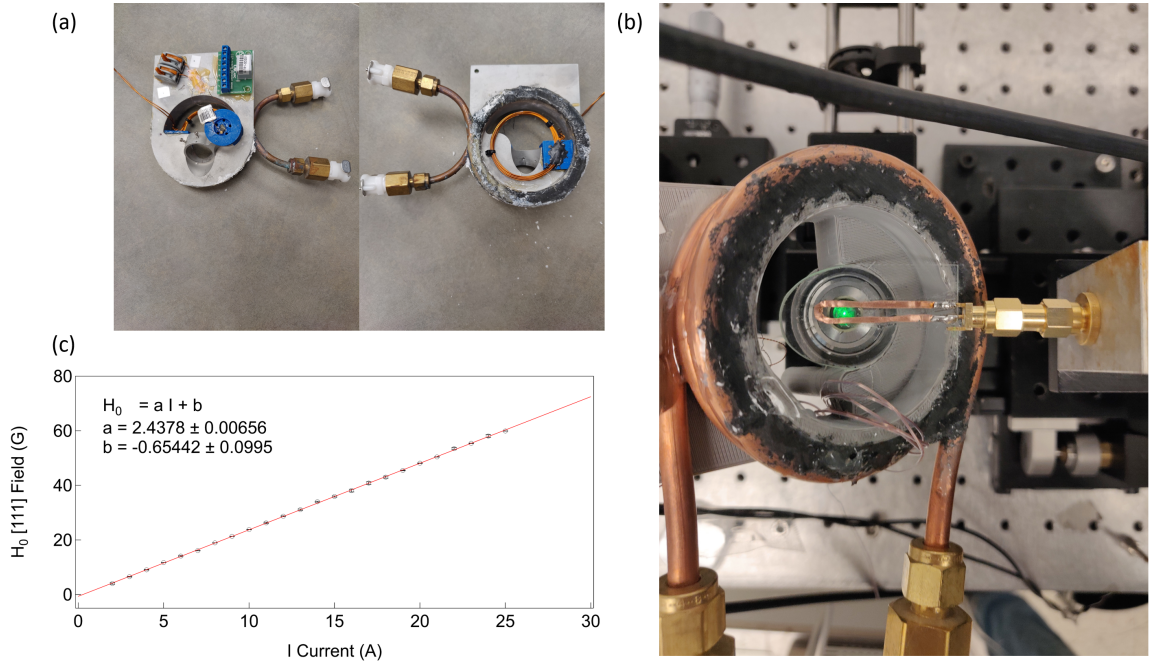 (a)
(b)
(c)
H₀ = a I + b
a = 2.4378 ± 0.00656
b = -0.65442 ± 0.0995
80
60
40
20
0
H₀ [111] Field (G)
0 5 10 15 20 25 30
I Current (A)